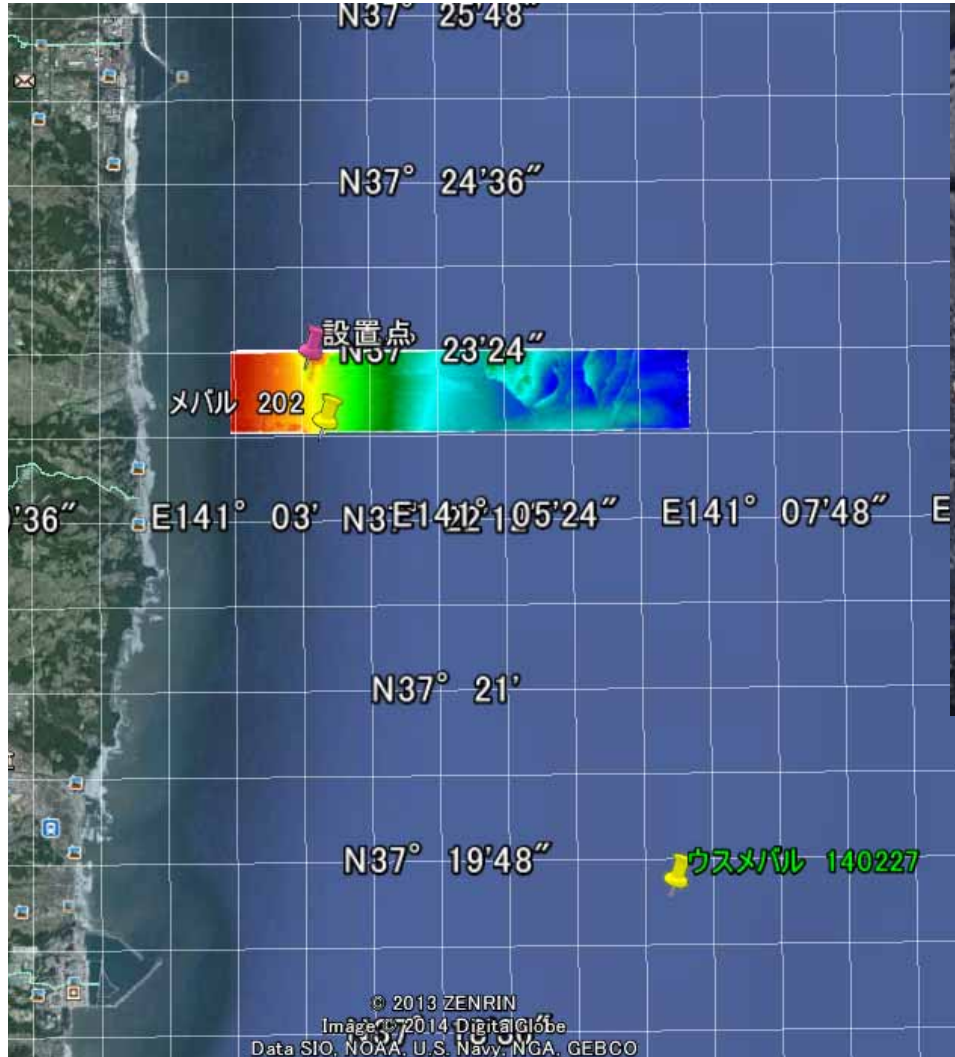 N37° 25'48"
N37° 24'36"
設置点
N37° 23'24"
メバル 202
0'36" E141° 03' E141° 05'24" E141° 07'48" E
N37° 21'
N37° 19'48"
ウスメバル 140227
© 2013 ZENRIN
Image © 2014 DigitalGlobe
Data SIO, NOAA, U.S. Navy, NGA, GEBCO